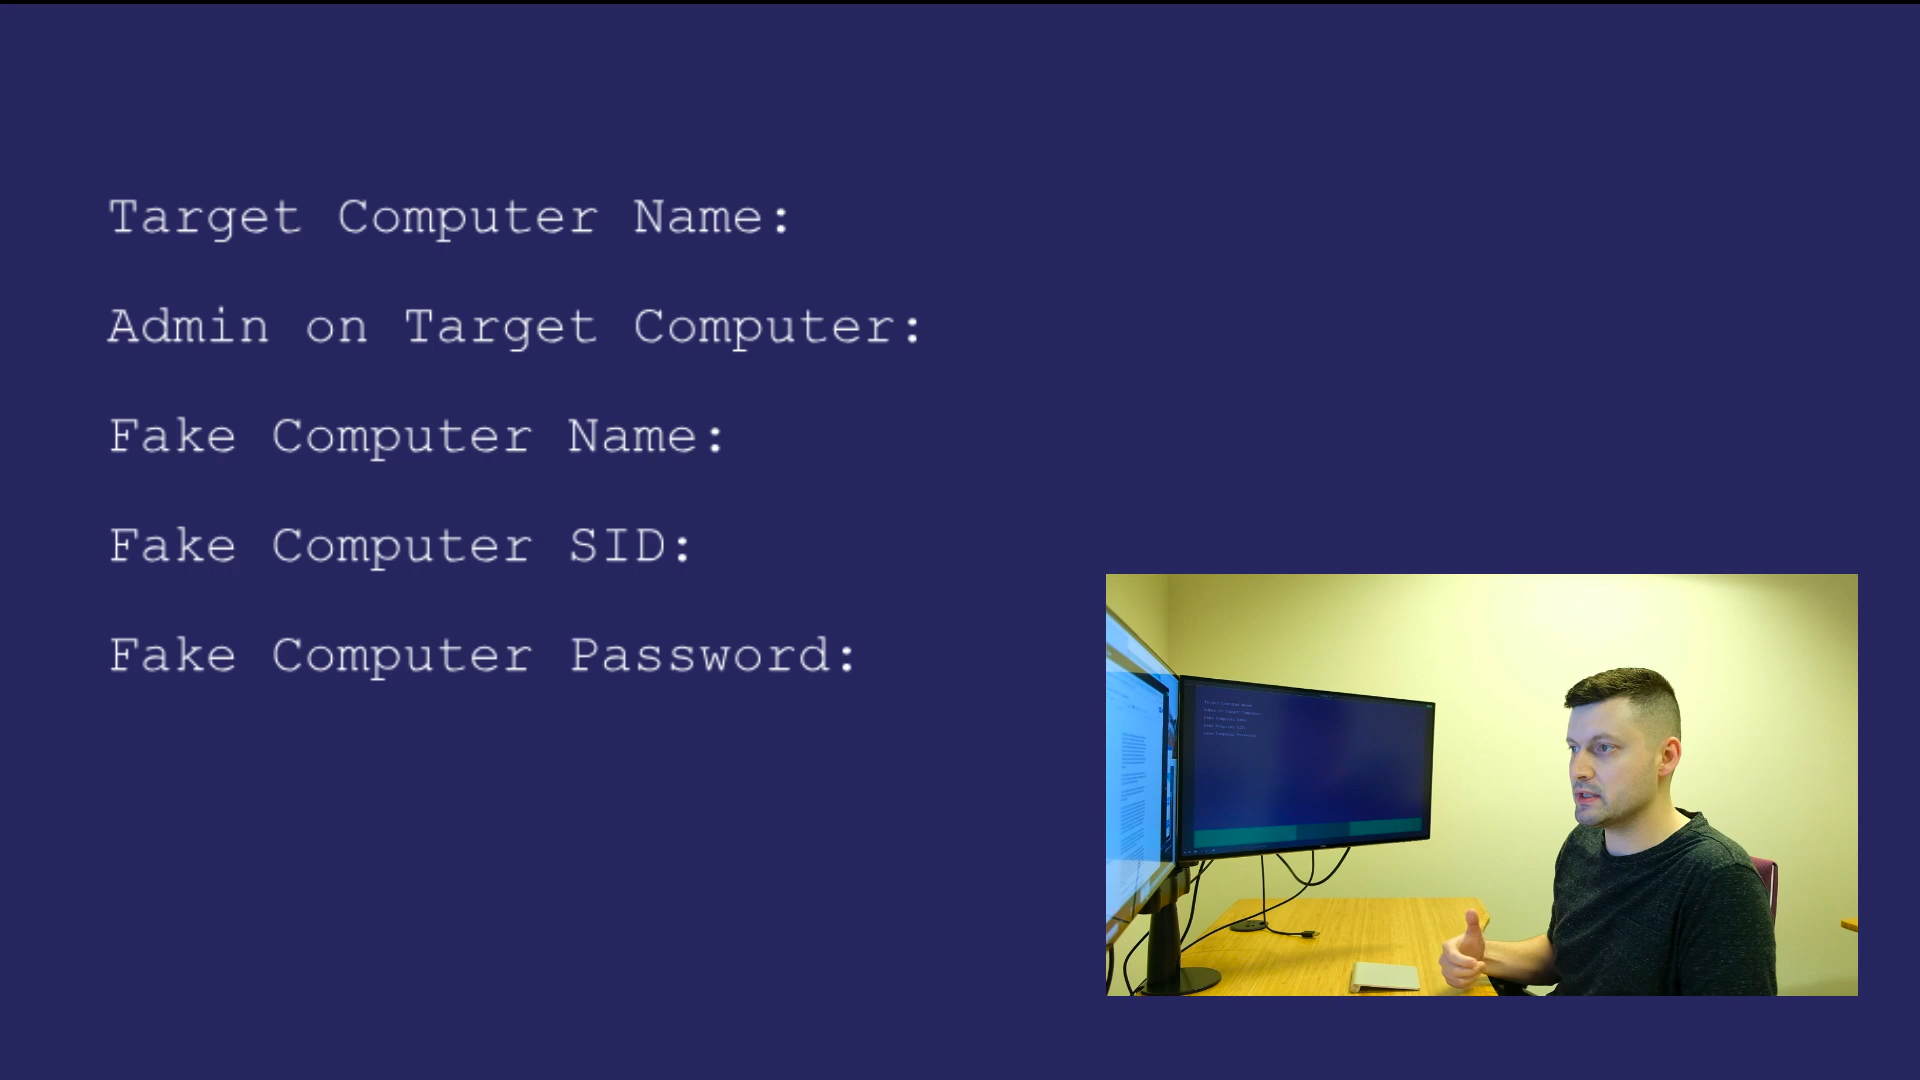 Target Computer Name:
Admin on Target Computer:
Fake Computer Name:
Fake Computer SID:
Fake Computer Password: